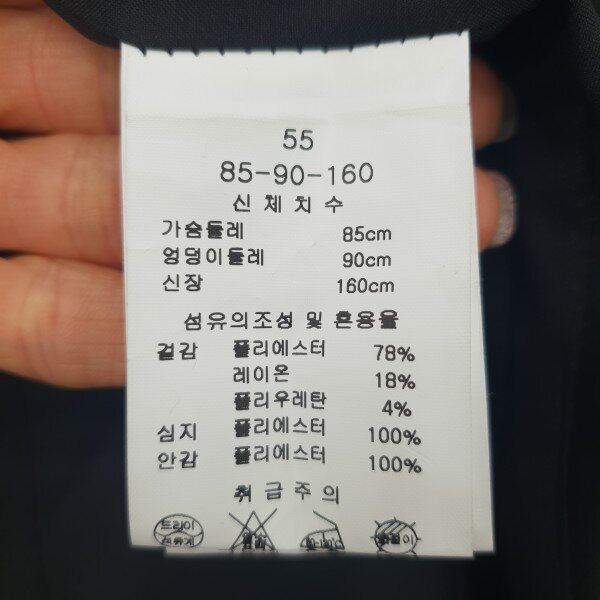 55
85-90-160
신 체 치 수
가슴둘레 85cm
엉덩이둘레 90cm
신장 160cm
섬유의조성 및 혼용율
겉감 폴리에스터 78%
레이온 18%
폴리우레탄 4%
심지 폴리에스터 100%
안감 폴리에스터 100%
취 급 주 의
드라이